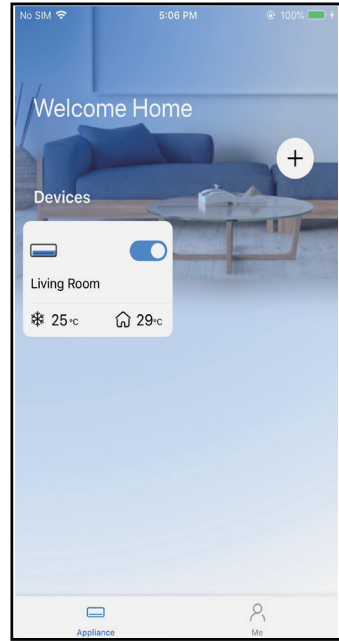 No SIM 5:06 PM 100%
Welcome Home
+
Devices
Living Room
25°C 29°C
Appliance Me